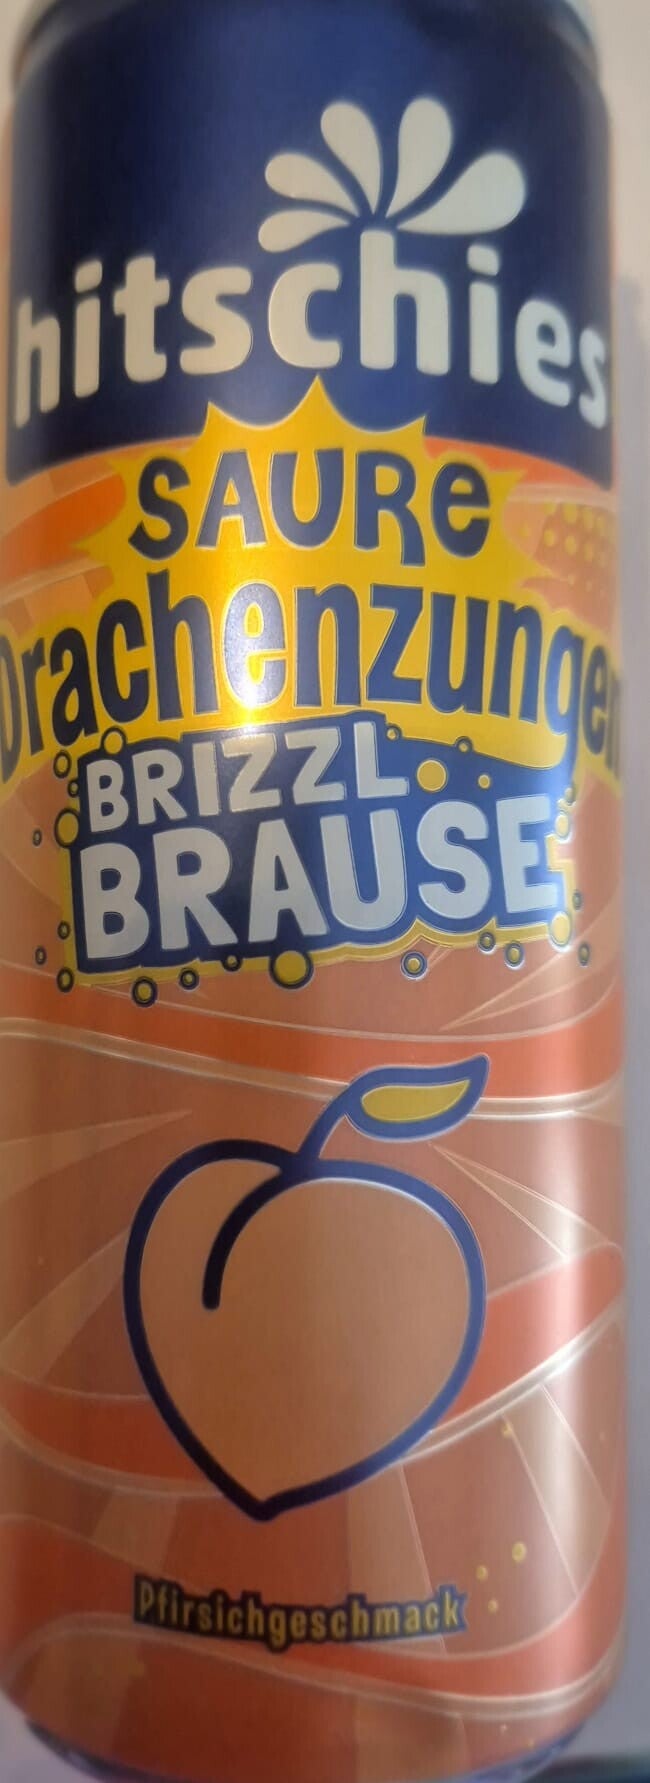 hitschies
SAURE
Drachenzungen
BRIZZL
BRAUSE
Pfirsichgeschmack